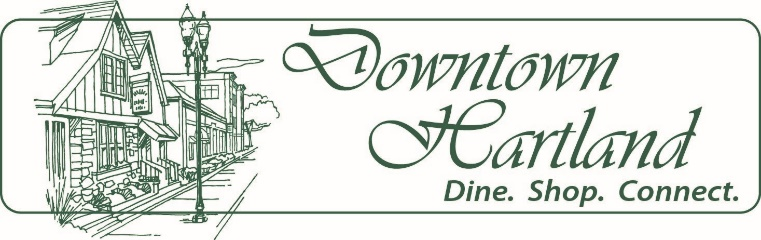 Downtown
Hartland
Dine. Shop. Connect.